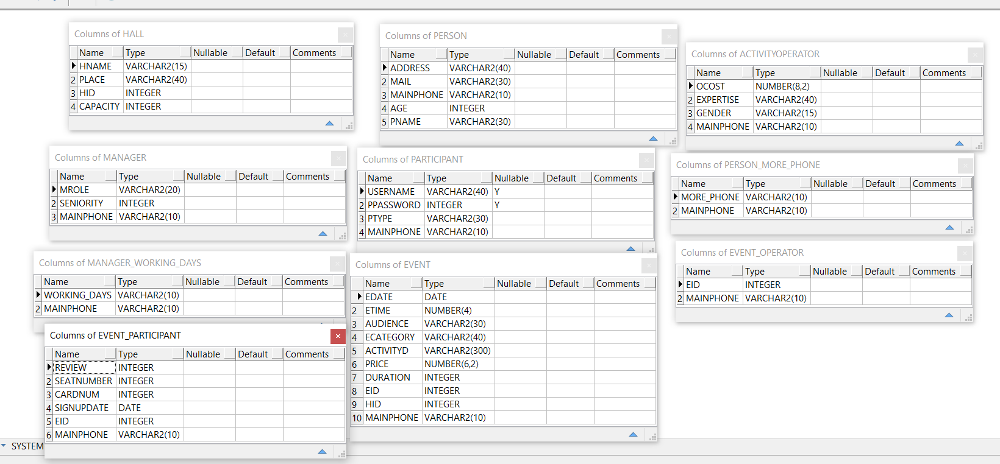 Columns of HALL
Name Type Nullable Default Comments
HNAME VARCHAR2(15)
2 PLACE VARCHAR2(40)
3 HID INTEGER
4 CAPACITY INTEGER
Columns of PERSON
Name Type Nullable Default Comments
ADDRESS VARCHAR2(40)
2 MAIL VARCHAR2(30)
3 MAINPHONE VARCHAR2(10)
4 AGE INTEGER
5 PNAME VARCHAR2(30)
Columns of ACTIVITYOPERATOR
Name Type Nullable Default Comments
OCOST NUMBER(8,2)
2 EXPERTISE VARCHAR2(40)
3 GENDER VARCHAR2(15)
4 MAINPHONE VARCHAR2(10)
Columns of MANAGER
Name Type Nullable Default Comments
MROLE VARCHAR2(20)
2 SENIORITY INTEGER
3 MAINPHONE VARCHAR2(10)
Columns of PARTICIPANT
Name Type Nullable Default Comments
USERNAME VARCHAR2(40) Y
2 PPASSWORD INTEGER Y
3 PTYPE VARCHAR2(30)
4 MAINPHONE VARCHAR2(10)
Columns of PERSON_MORE_PHONE
Name Type Nullable Default Comments
MORE_PHONE VARCHAR2(10)
2 MAINPHONE VARCHAR2(10)
Columns of MANAGER_WORKING_DAYS
Name Type Nullable Default Comments
WORKING_DAYS VARCHAR2(10)
2 MAINPHONE VARCHAR2(10)
Columns of EVENT
Name Type Nullable Default Comments
EDATE DATE
2 ETIME NUMBER(4)
3 AUDIENCE VARCHAR2(30)
4 ECATEGORY VARCHAR2(40)
5 ACTIVITYD VARCHAR2(300)
6 PRICE NUMBER(6,2)
7 DURATION INTEGER
8 EID INTEGER
9 HID INTEGER
10 MAINPHONE VARCHAR2(10)
Columns of EVENT_OPERATOR
Name Type Nullable Default Comments
EID INTEGER
2 MAINPHONE VARCHAR2(10)
Columns of EVENT_PARTICIPANT
Name Type Nullable Default Comments
REVIEW INTEGER
2 SEATNUMBER INTEGER
3 CARDNUM INTEGER
4 SIGNUPDATE DATE
5 EID INTEGER
6 MAINPHONE VARCHAR2(10)
SYSTEM